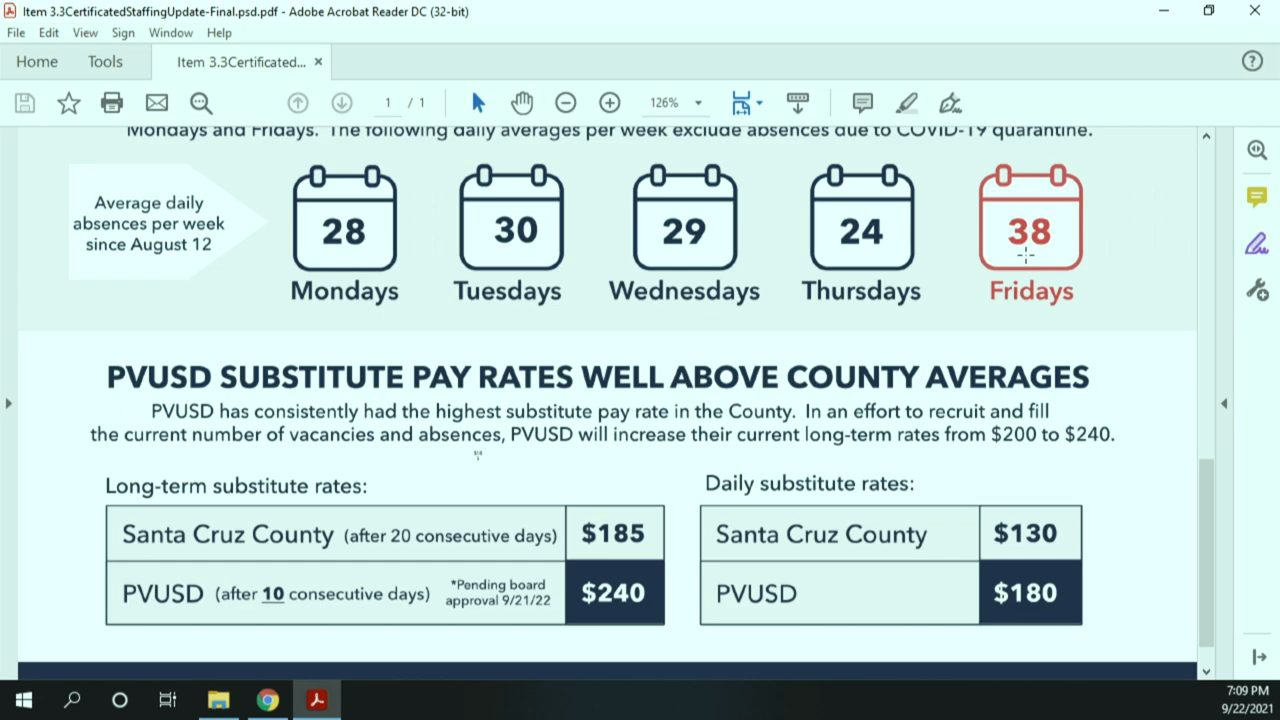 Item 3.3CertificatedStaffingUpdate-Final.psd.pdf - Adobe Acrobat Reader DC (32-bit)
File Edit View Sign Window Help
Home Tools Item 3.3Certificated... ×
1 / 1 126%
Mondays and Fridays. The following daily averages per week exclude absences due to COVID-19 quarantine.
Average daily
absences per week
since August 12
28 30 29 24 38
Mondays Tuesdays Wednesdays Thursdays Fridays
PVUSD SUBSTITUTE PAY RATES WELL ABOVE COUNTY AVERAGES
PVUSD has consistently had the highest substitute pay rate in the County. In an effort to recruit and fill
the current number of vacancies and absences, PVUSD will increase their current long-term rates from $200 to $240.
Long-term substitute rates:
Santa Cruz County (after 20 consecutive days) $185
PVUSD (after 10 consecutive days) *Pending board
approval 9/21/22
$240
Daily substitute rates:
Santa Cruz County $130
PVUSD $180
7:09 PM
9/22/2021